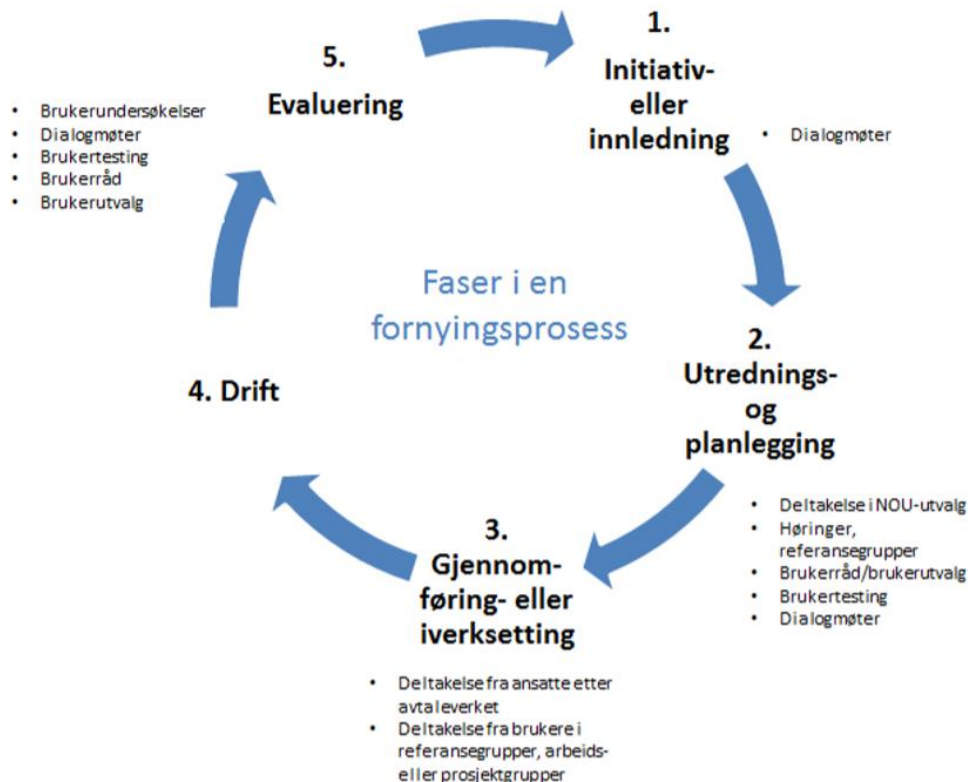 1.
Initiativ-
eller
innledning
• Dialogmøter
2.
Utrednings-
og
planlegging
• Deltakelse i NOU-utvalg
• Høringer,
referansegrupper
• Brukerråd/brukerutvalg
• Brukertesting
• Dialogmøter
3.
Gjennom-
føring- eller
iverksetting
• Deltakelse fra ansatte etter
avtaleverket
• Deltakelse fra brukere i
referansegrupper, arbeids-
eller prosjektgrupper
4. Drift
5.
Evaluering
• Brukerundersøkelser
• Dialogmøter
• Brukertesting
• Brukerråd
• Brukerutvalg
Faser i en
fornyingsprosess